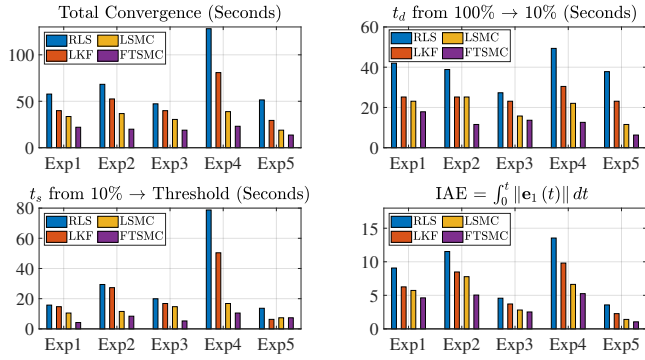 Total Convergence (Seconds)
RLS LSMC
LKF FTSMC
100
50
0
Exp1 Exp2 Exp3 Exp4 Exp5
t_d from 100% → 10% (Seconds)
RLS LSMC
LKF FTSMC
60
40
20
0
Exp1 Exp2 Exp3 Exp4 Exp5
t_s from 10% → Threshold (Seconds)
RLS LSMC
LKF FTSMC
80
60
40
20
0
Exp1 Exp2 Exp3 Exp4 Exp5
IAE = ∫₀ᵗ ‖e₁ (t)‖ dt
RLS LSMC
LKF FTSMC
15
10
5
0
Exp1 Exp2 Exp3 Exp4 Exp5